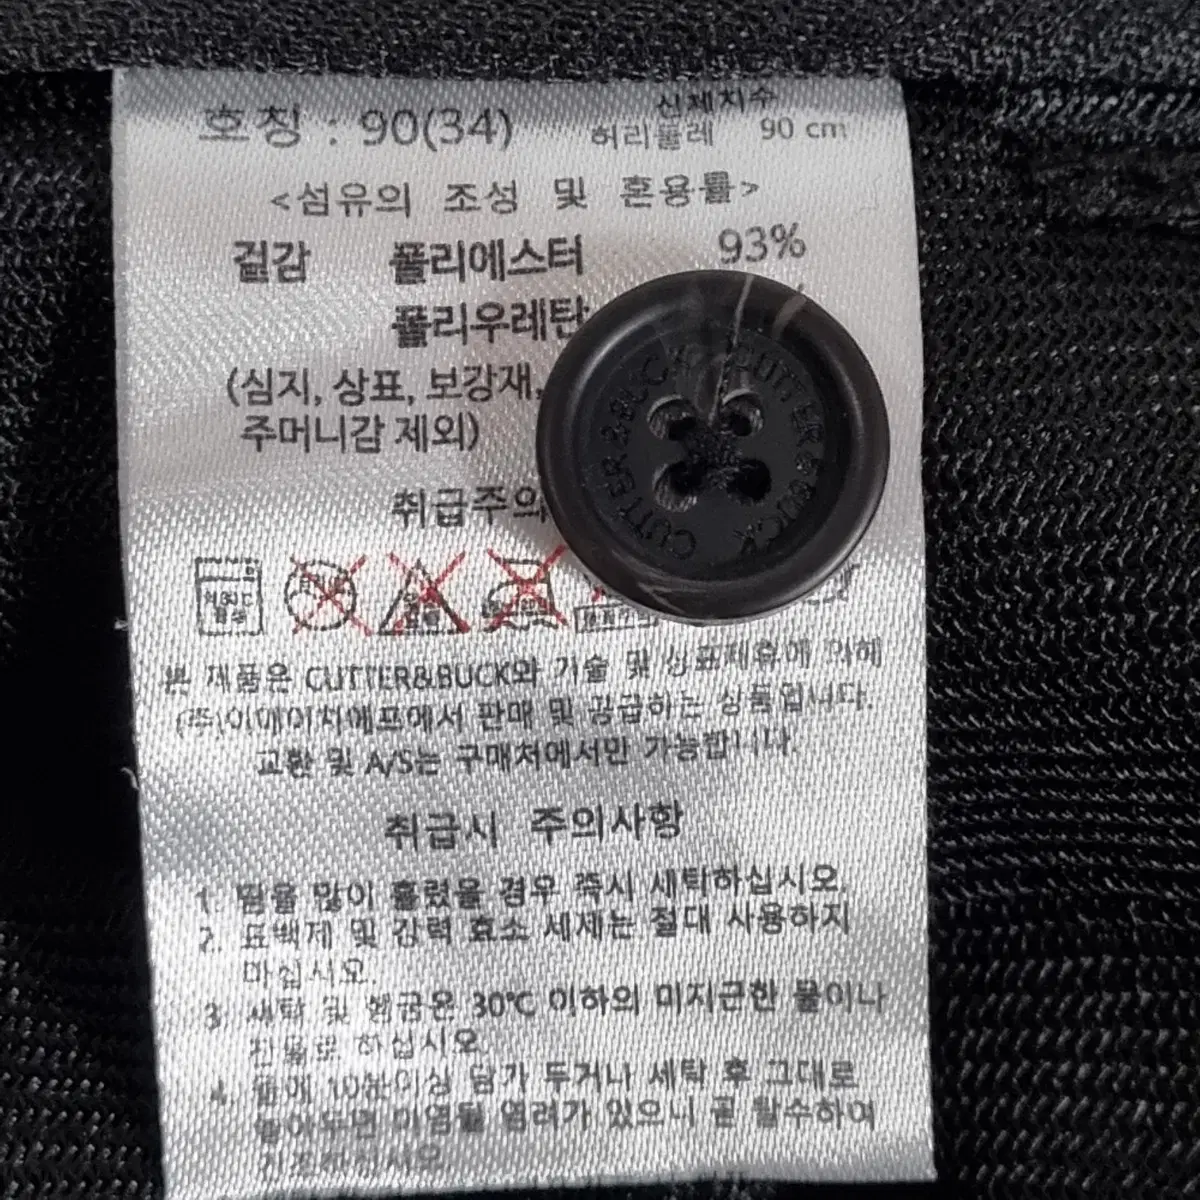 호칭 : 90(34)
신체치수
허리둘레 90 cm
<섬유의 조성 및 혼용률>
겉감 폴리에스터 93%
폴리우레탄
(심지, 상표, 보강재,
주머니감 제외)
취급주의
CUTTER & BUCK CUTTER & BUCK
본 제품은 CUTTER&BUCK와 기술 및 상표제휴에 의해
(주)이메이치에프에서 판매 및 공급하는 상품입니다.
교환 및 A/S는 구매처에서만 가능합니다.
취급시 주의사항
1. 땀을 많이 흘렸을 경우 즉시 세탁하십시오.
2. 표백제 및 강력 효소 세제는 절대 사용하지
마십시오.
3. 세탁 및 헹굼은 30℃ 이하의 미지근한 물이나
찬물로 하십시오.
4. 물에 10분이상 담가 두거나 세탁 후 그대로
놓아두면 이염될 염려가 있으니 곧 탈수하여